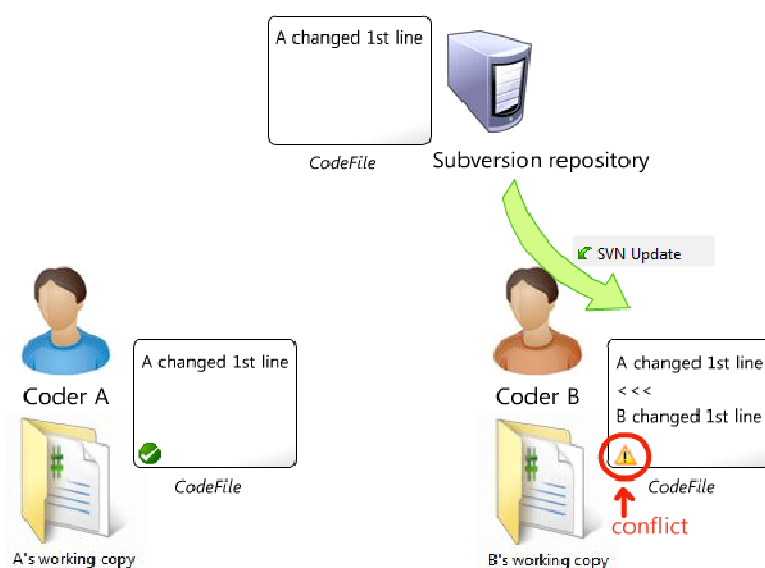 A changed 1st line
CodeFile
Subversion repository
SVN Update
Coder A
A changed 1st line
CodeFile
A's working copy
Coder B
A changed 1st line
<<<
B changed 1st line
CodeFile
conflict
B's working copy